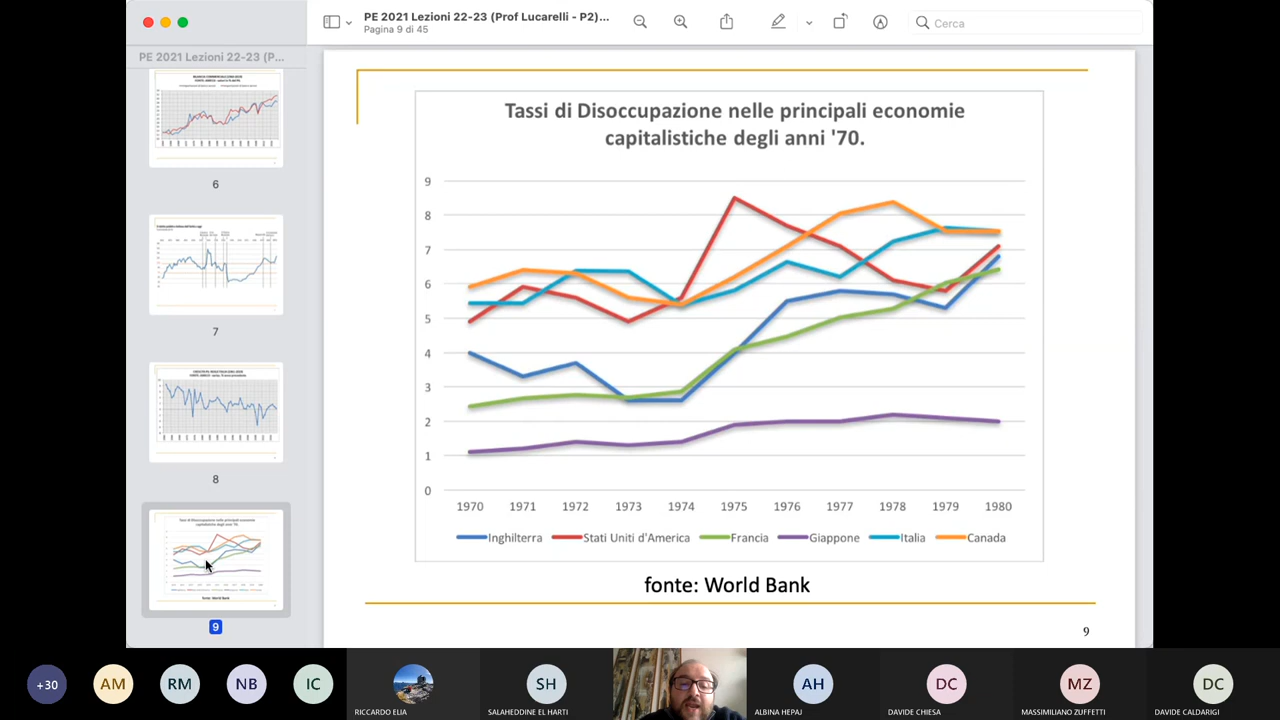 PE 2021 Lezioni 22-23 (Prof Lucarelli - P2)...
Pagina 9 di 45
Cerca
PE 2021 Lezioni 22-23 (P...
6
7
8
9
Tassi di Disoccupazione nelle principali economie
capitalistiche degli anni '70.
9
8
7
6
5
4
3
2
1
0
1970 1971 1972 1973 1974 1975 1976 1977 1978 1979 1980
Inghilterra Stati Uniti d'America Francia Giappone Italia Canada
fonte: World Bank
9
+30 AM RM NB IC SH AH DC MZ DC
RICCARDO ELIA SALAHEDDINE EL HARTI ALBINA HEPAJ DAVIDE CHIESA MASSIMILIANO ZUFFETTI DAVIDE CALDARIGI